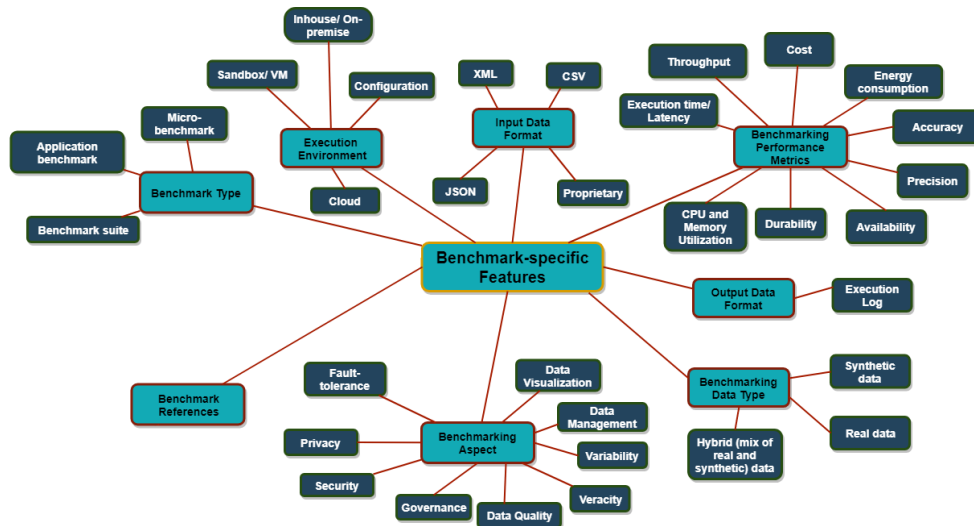 Inhouse/ On-
premise
Sandbox/ VM
Configuration
Micro-
benchmark
Application
benchmark
Execution
Environment
Benchmark Type
Cloud
Benchmark suite
XML
CSV
Input Data
Format
JSON
Proprietary
Throughput
Cost
Energy
consumption
Execution time/
Latency
Benchmarking
Performance
Metrics
Accuracy
Precision
CPU and
Memory
Utilization
Durability
Availability
Benchmark-specific
Features
Output Data
Format
Execution
Log
Benchmark
References
Fault-
tolerance
Data
Visualization
Data
Management
Privacy
Benchmarking
Aspect
Variability
Security
Governance
Data Quality
Veracity
Benchmarking
Data Type
Synthetic
data
Real data
Hybrid (mix of
real and
synthetic) data